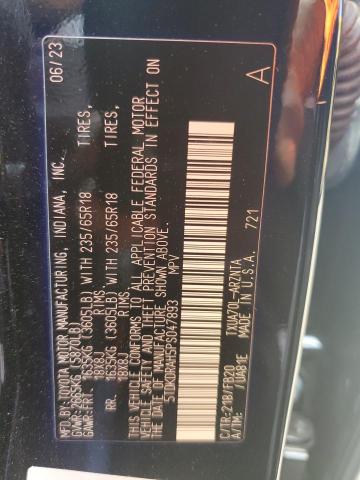 MFD. BY TOYOTA MOTOR MANUFACTURING, INDIANA, INC. 06/23
GVWR: 2665KG (5870LB)
GAWR: FRT. 1635KG (3605LB) WITH 235/65R18 TIRES,
18X8J RIMS
RR. 1635KG (3605LB) WITH 235/65R18 TIRES,
18X8J RIMS
THIS VEHICLE CONFORMS TO ALL APPLICABLE FEDERAL MOTOR
VEHICLE SAFETY AND THEFT PREVENTION STANDARDS IN EFFECT ON
THE DATE OF MANUFACTURE SHOWN ABOVE.
5TDKDRAH5PS047893 MPV
A
721
C/TR: 218/FB20 TXUA70L-ARZNTA
A/TM: /UA81E MADE IN U.S.A.